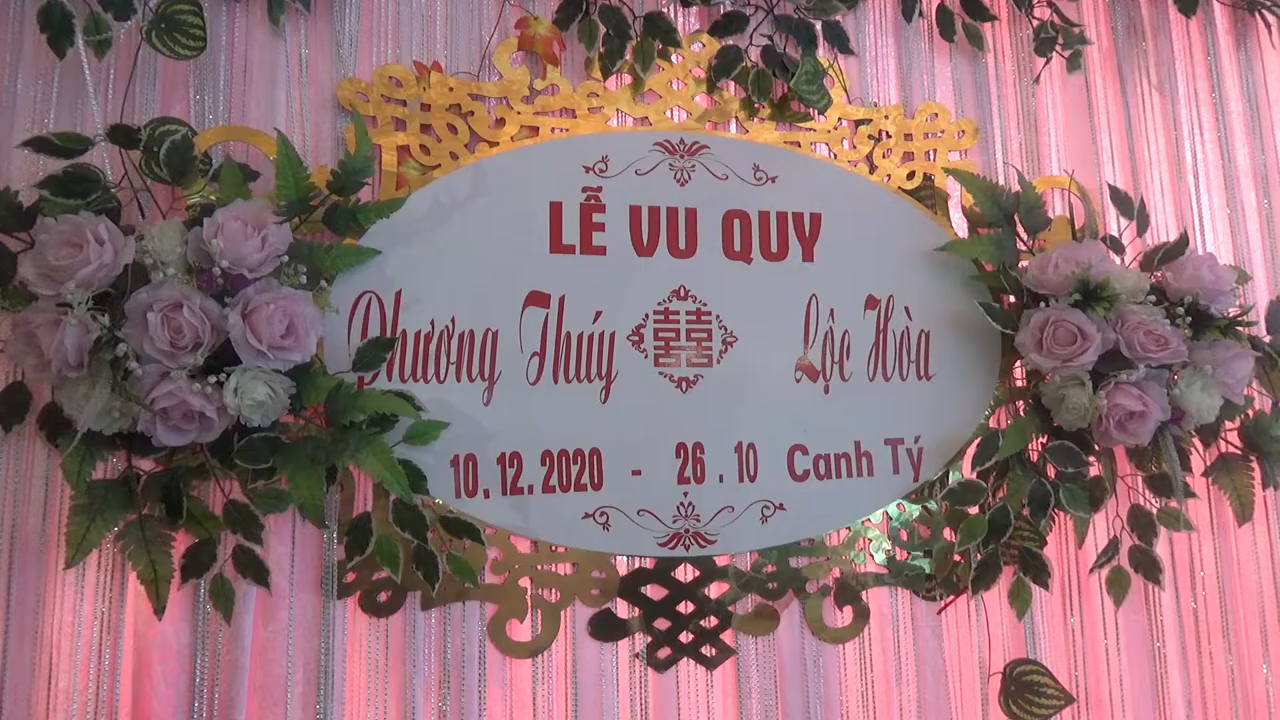 LỄ VU QUY
Phương Thúy 囍 Lộc Hòa
10.12.2020 - 26.10 Canh Tý